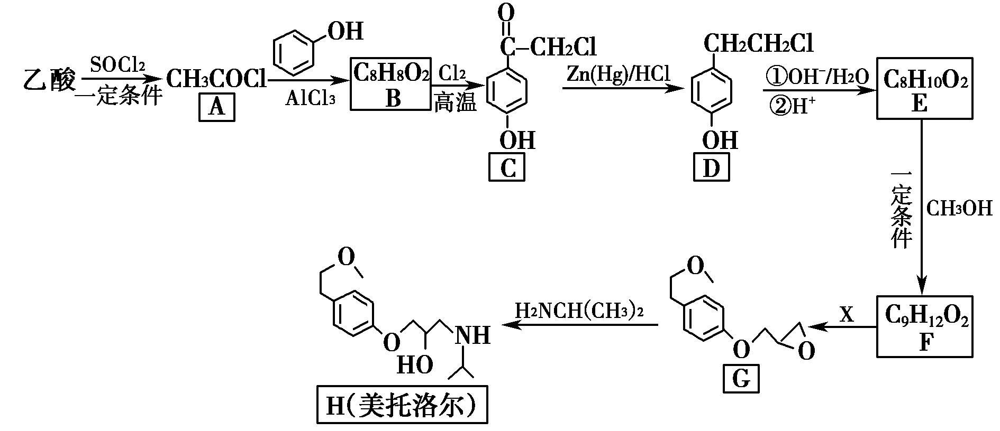 乙酸
SOCl2
一定条件
CH3COCl
A
OH
AlCl3
C8H8O2
B
Cl2
高温
O
C–CH2Cl
OH
C
Zn(Hg)/HCl
CH2CH2Cl
OH
D
①OH−/H2O
②H+
C8H10O2
E
一定条件
CH3OH
C9H12O2
F
X
O
O
O
G
H2NCH(CH3)2
O
O
HO
NH
H(美托洛尔)